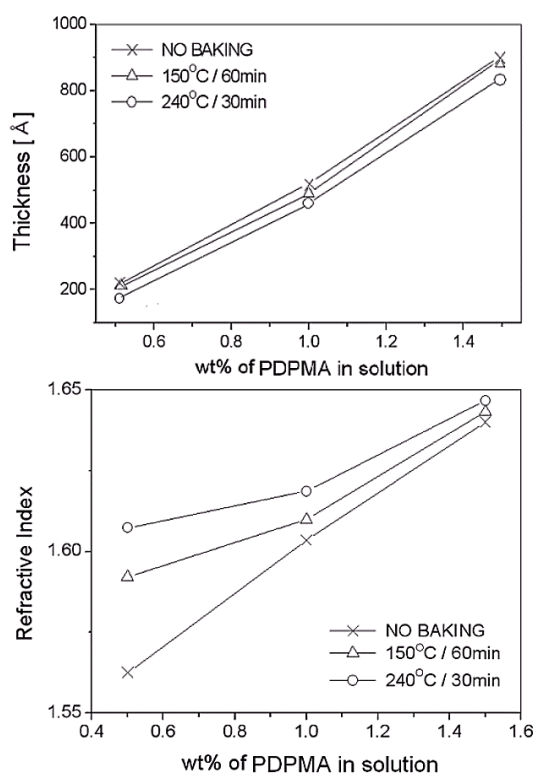 1000
800
600
400
200
Thickness [ Å]
NO BAKING
150°C / 60min
240°C / 30min
0.6 0.8 1.0 1.2 1.4
wt% of PDPMA in solution
1.65
1.60
1.55
Refractive Index
NO BAKING
150°C / 60min
240°C / 30min
0.4 0.6 0.8 1.0 1.2 1.4 1.6
wt% of PDPMA in solution